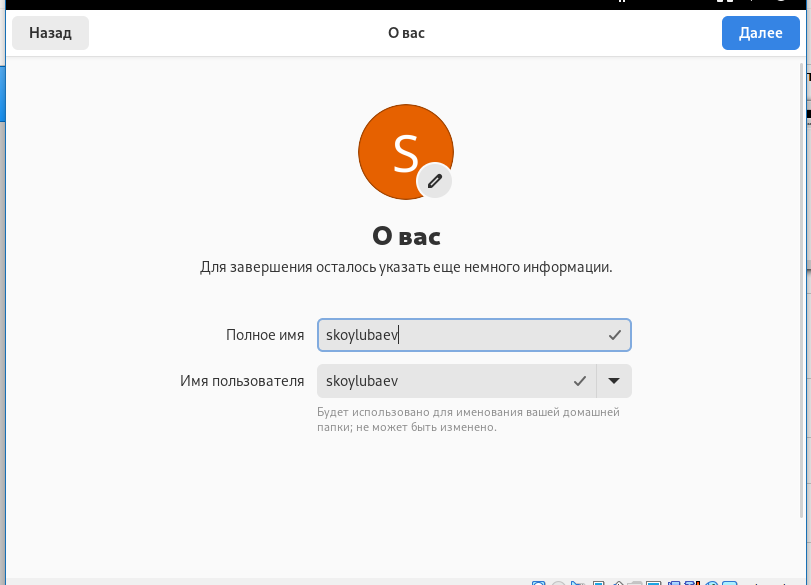 Назад
О вас
Далее
S
О вас
Для завершения осталось указать еще немного информации.
Полное имя
skoylubaev
Имя пользователя
skoylubaev
Будет использовано для именования вашей домашней
папки; не может быть изменено.